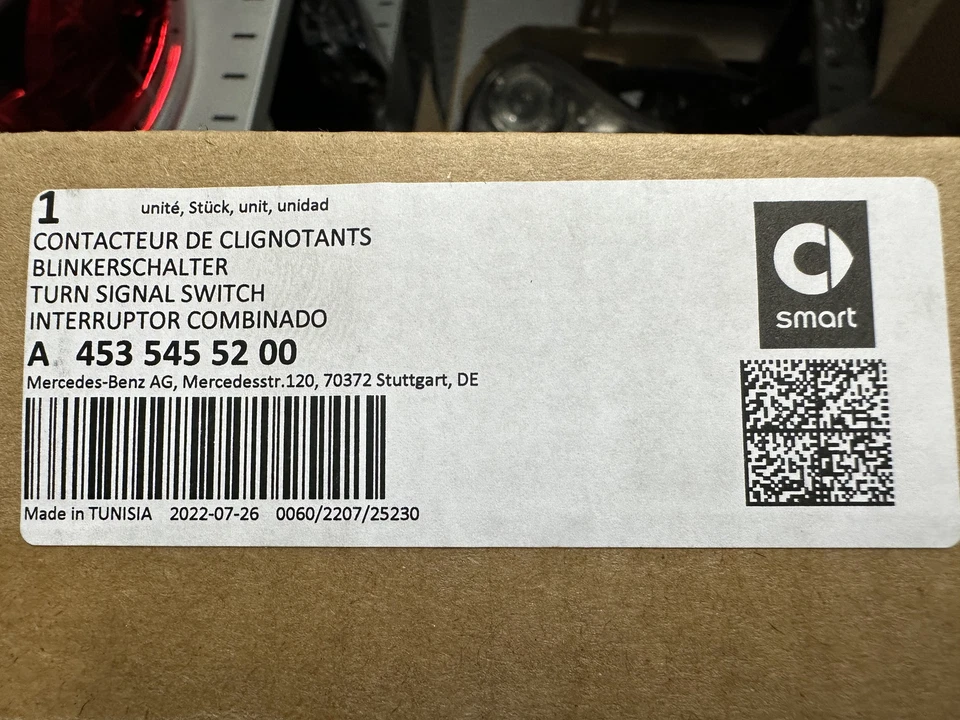 1 unité, Stück, unit, unidad
CONTACTEUR DE CLIGNOTANTS
BLINKERSCHALTER
TURN SIGNAL SWITCH
INTERRUPTOR COMBINADO
A 453 545 52 00
Mercedes-Benz AG, Mercedesstr.120, 70372 Stuttgart, DE
Made in TUNISIA 2022-07-26 0060/2207/25230
smart